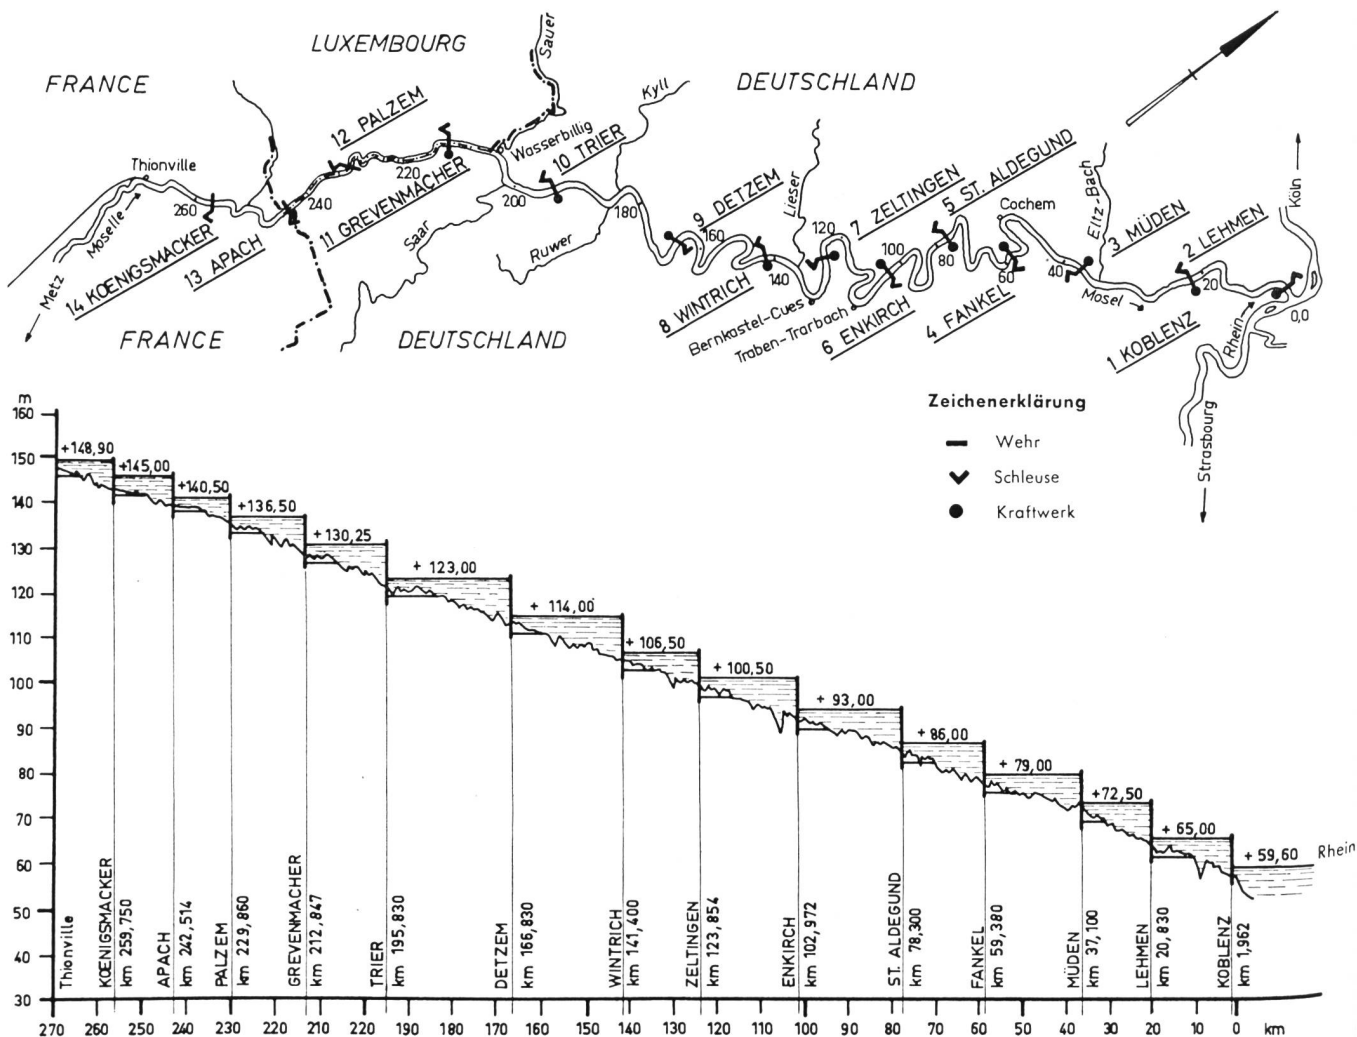 LUXEMBOURG
Sauer
FRANCE
12 PALZEM
Kyll
DEUTSCHLAND
Wasserbillig
10 TRIER
Thionville
220
5 ST. ALDEGUND
Köln
7 ZELTINGEN
9 DETZEM
Lieser
Eltz-Bach
Cochem
3 MÜDEN
2 LEHMEN
260
240
11 GREVENMACHER
200
180
160
120
100
80
60
40
20
0,0
Moselle
Saar
Ruwer
140
Mosel
Rhein
Metz
14 KOENIGSMACKER
13 APACH
8 WINTRICH
Bernkastel-Cues
Traben-Trarbach
6 ENKIRCH
4 FANKEL
1 KOBLENZ
FRANCE
DEUTSCHLAND
Strasbourg
Zeichenerklärung
Wehr
Schleuse
Kraftwerk
m
160
150
140
130
120
110
100
90
80
70
60
50
40
30
+148,90
+145,00
+140,50
+136,50
+130,25
+123,00
+ 114,00
+ 106,50
+ 100,50
+ 93,00
+ 86,00
+ 79,00
+72,50
+ 65,00
+ 59,60
Rhein
Thionville
KOENIGSMACKER
km 259,750
APACH
km 242,514
PALZEM
km 229,860
GREVENMACHER
km 212,847
TRIER
km 195,830
DETZEM
km 166,830
WINTRICH
km 141,400
ZELTINGEN
km 123,854
ENKIRCH
km 102,972
ST. ALDEGUND
km 78,300
FANKEL
km 59,380
MÜDEN
km 37,100
LEHMEN
km 20,830
KOBLENZ
km 1,962
270 260 250 240 230 220 210 200 190 180 170 160 150 140 130 120 110 100 90 80 70 60 50 40 30 20 10 0 km